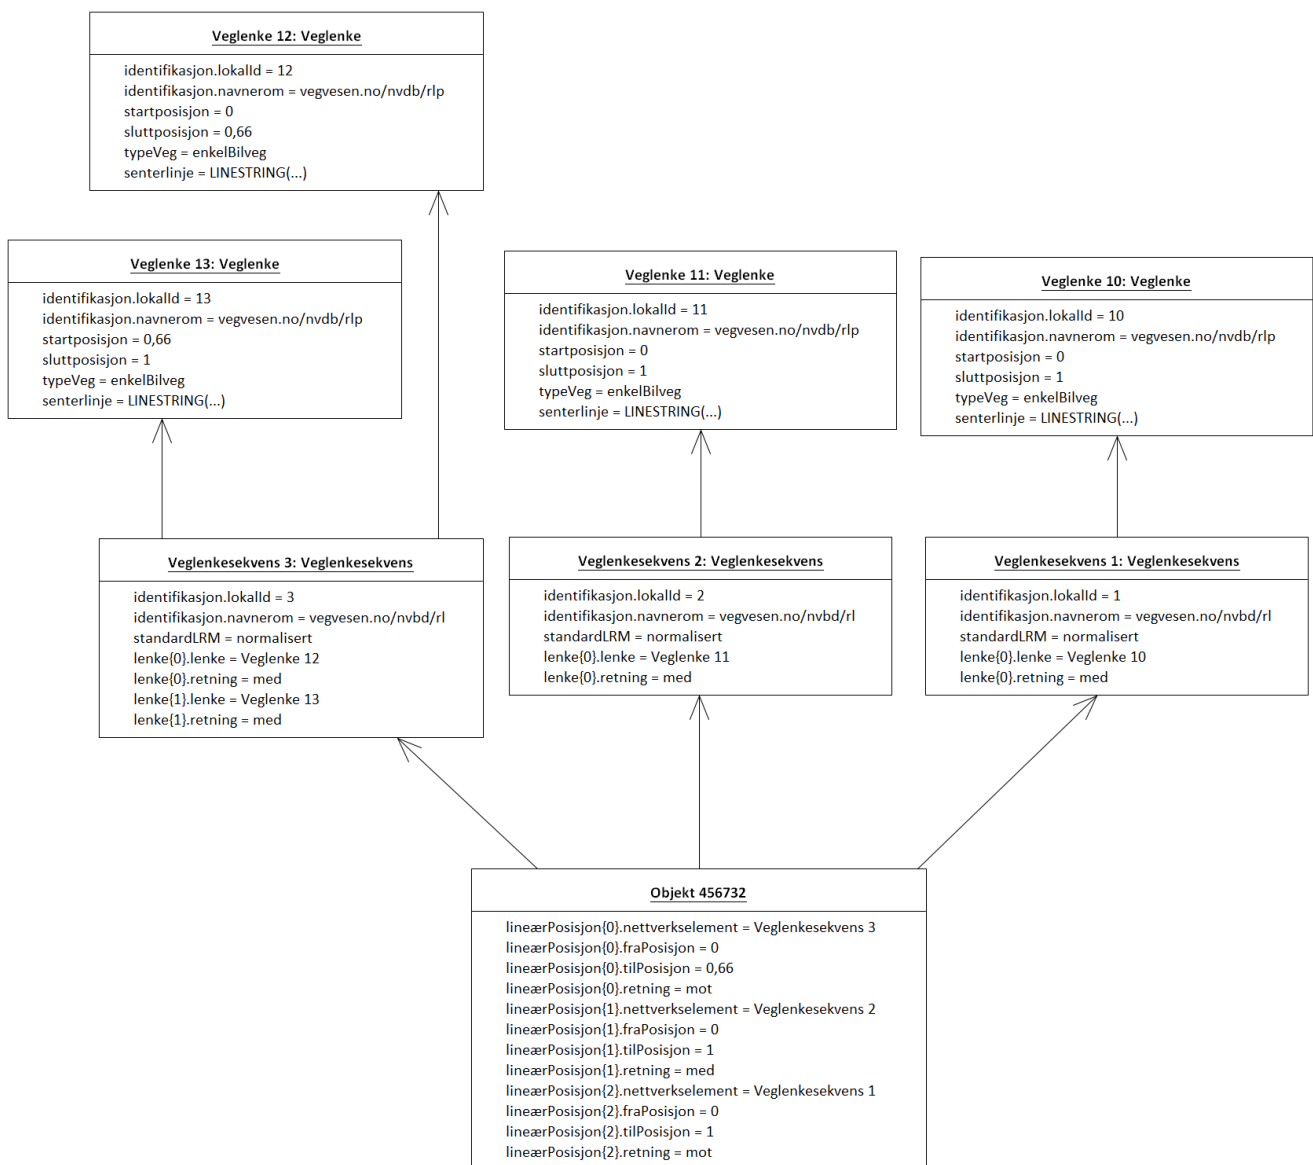 Veglenke 12: Veglenke
identifikasjon.lokalId = 12
identifikasjon.navnerom = vegvesen.no/nvdb/rlp
startposisjon = 0
sluttposisjon = 0,66
typeVeg = enkelBilveg
senterlinje = LINESTRING(...)
Veglenke 13: Veglenke
identifikasjon.lokalId = 13
identifikasjon.navnerom = vegvesen.no/nvdb/rlp
startposisjon = 0,66
sluttposisjon = 1
typeVeg = enkelBilveg
senterlinje = LINESTRING(...)
Veglenke 11: Veglenke
identifikasjon.lokalId = 11
identifikasjon.navnerom = vegvesen.no/nvdb/rlp
startposisjon = 0
sluttposisjon = 1
typeVeg = enkelBilveg
senterlinje = LINESTRING(...)
Veglenke 10: Veglenke
identifikasjon.lokalId = 10
identifikasjon.navnerom = vegvesen.no/nvdb/rlp
startposisjon = 0
sluttposisjon = 1
typeVeg = enkelBilveg
senterlinje = LINESTRING(...)
Veglenkesekvens 3: Veglenkesekvens
identifikasjon.lokalId = 3
identifikasjon.navnerom = vegvesen.no/nvbd/rl
standardLRM = normalisert
lenke{0}.lenke = Veglenke 12
lenke{0}.retning = med
lenke{1}.lenke = Veglenke 13
lenke{1}.retning = med
Veglenkesekvens 2: Veglenkesekvens
identifikasjon.lokalId = 2
identifikasjon.navnerom = vegvesen.no/nvbd/rl
standardLRM = normalisert
lenke{0}.lenke = Veglenke 11
lenke{0}.retning = med
Veglenkesekvens 1: Veglenkesekvens
identifikasjon.lokalId = 1
identifikasjon.navnerom = vegvesen.no/nvbd/rl
standardLRM = normalisert
lenke{0}.lenke = Veglenke 10
lenke{0}.retning = med
Objekt 456732
lineærPosisjon{0}.nettverkselement = Veglenkesekvens 3
lineærPosisjon{0}.fraPosisjon = 0
lineærPosisjon{0}.tilPosisjon = 0,66
lineærPosisjon{0}.retning = mot
lineærPosisjon{1}.nettverkselement = Veglenkesekvens 2
lineærPosisjon{1}.fraPosisjon = 0
lineærPosisjon{1}.tilPosisjon = 1
lineærPosisjon{1}.retning = med
lineærPosisjon{2}.nettverkselement = Veglenkesekvens 1
lineærPosisjon{2}.fraPosisjon = 0
lineærPosisjon{2}.tilPosisjon = 1
lineærPosisjon{2}.retning = mot